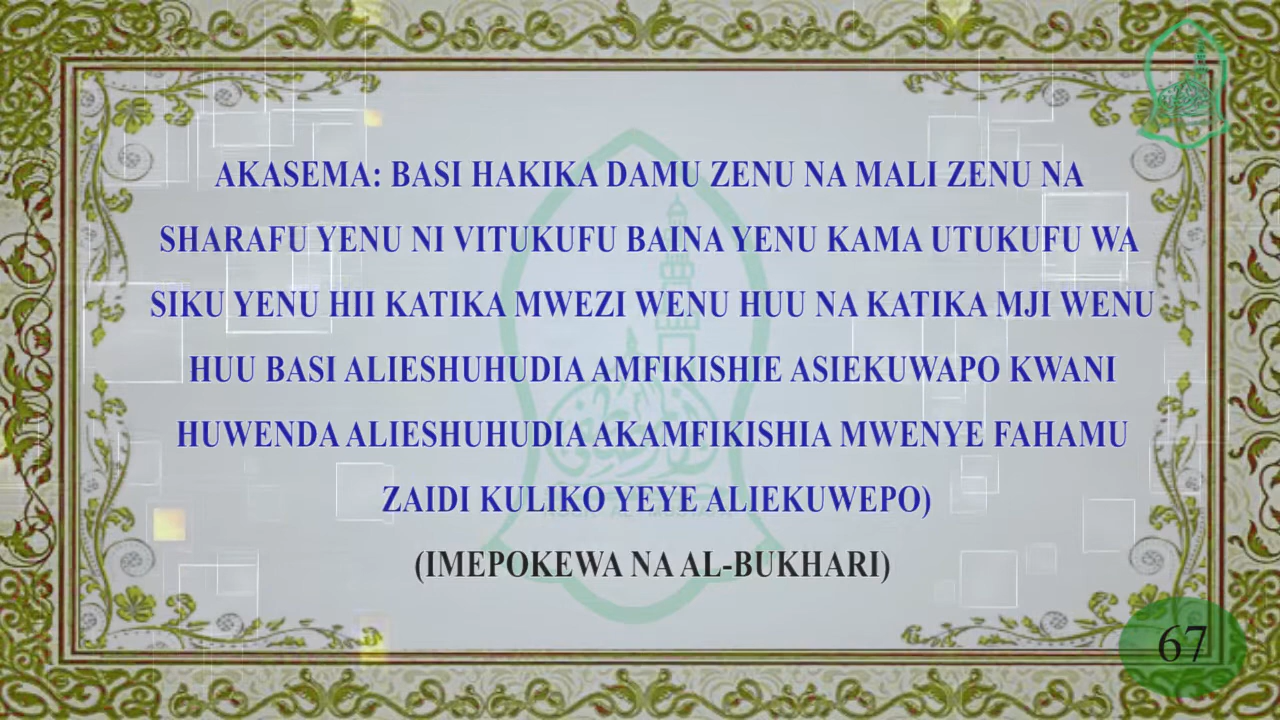 AKASEMA: BASI HAKIKA DAMU ZENU NA MALI ZENU NA
SHARAFU YENU NI VITUKUFU BAINA YENU KAMA UTUKUFU WA
SIKU YENU HII KATIKA MWEZI WENU HUU NA KATIKA MJI WENU
HUU BASI ALIESHUHUDIA AMFIKISHIE ASIEKUWAPO KWANI
HUWENDA ALIESHUHUDIA AKAMFIKISHIA MWENYE FAHAMU
ZAIDI KULIKO YEYE ALIEKUWEPO)
(IMEPOKEWA NA AL-BUKHARI)
67